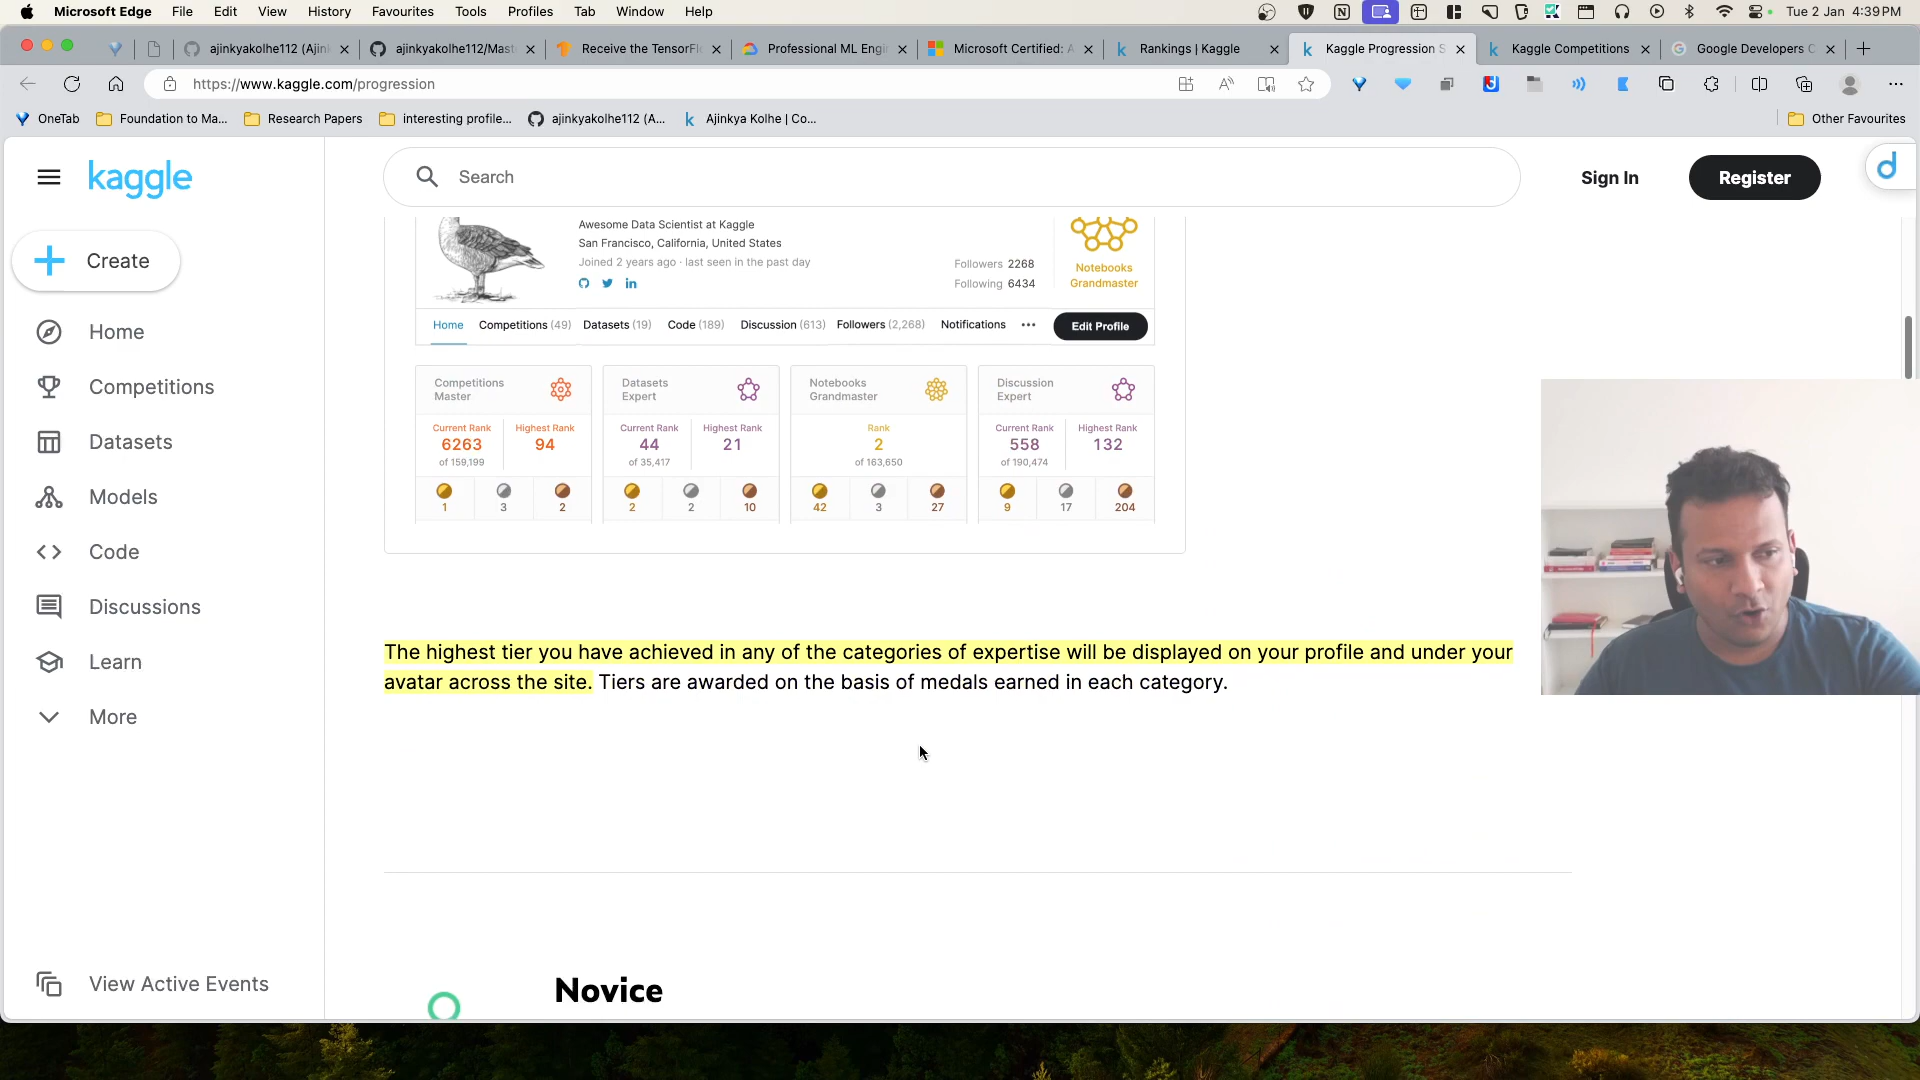 Microsoft Edge File Edit View History Favourites Tools Profiles Tab Window Help Tue 2 Jan 4:39 PM
ajinkyakolhe112 (Ajin ajinkyakolhe112/Mast Receive the TensorFl Professional ML Engi Microsoft Certified: A Rankings | Kaggle Kaggle Progression S Kaggle Competitions Google Developers C
https://www.kaggle.com/progression
OneTab Foundation to Ma... Research Papers interesting profile... ajinkyakolhe112 (A... Ajinkya Kolhe | Co... Other Favourites
kaggle
Search
Sign In
Register
Create
Home
Competitions
Datasets
Models
Code
Discussions
Learn
More
View Active Events
Awesome Data Scientist at Kaggle
San Francisco, California, United States
Joined 2 years ago · last seen in the past day
Followers 2268
Following 6434
Notebooks
Grandmaster
Home Competitions (49) Datasets (19) Code (189) Discussion (613) Followers (2,268) Notifications ••• Edit Profile
Competitions
Master
Current Rank Highest Rank
6263 94
of 159,199
1 3 2
Datasets
Expert
Current Rank Highest Rank
44 21
of 35,417
2 2 10
Notebooks
Grandmaster
Rank
2
of 163,650
42 3 27
Discussion
Expert
Current Rank Highest Rank
558 132
of 190,474
9 17 204
The highest tier you have achieved in any of the categories of expertise will be displayed on your profile and under your
avatar across the site. Tiers are awarded on the basis of medals earned in each category.
Novice